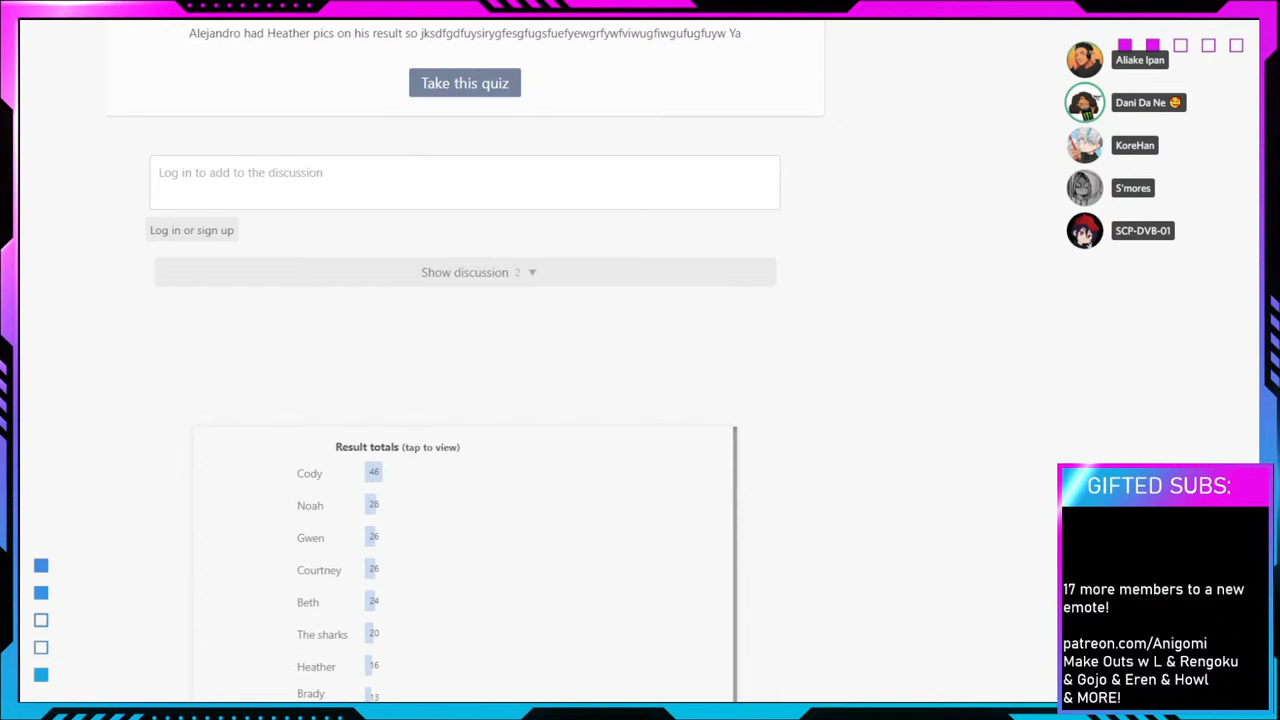 Alejandro had Heather pics on his result so jksdfgdfuysirygfesgfugsfuefyewgrfywfviwugfiwgufugfuyw Ya
Take this quiz
Log in to add to the discussion
Log in or sign up
Show discussion 2 ▼
Result totals (tap to view)
Cody 46
Noah 28
Gwen 26
Courtney 26
Beth 24
The sharks 20
Heather 16
Brady 13
Aliake Ipan
Dani Da Ne 🥰
KoreHan
S'mores
SCP-DVB-01
GIFTED SUBS:
17 more members to a new
emote!
patreon.com/Anigomi
Make Outs w L & Rengoku
& Gojo & Eren & Howl
& MORE!